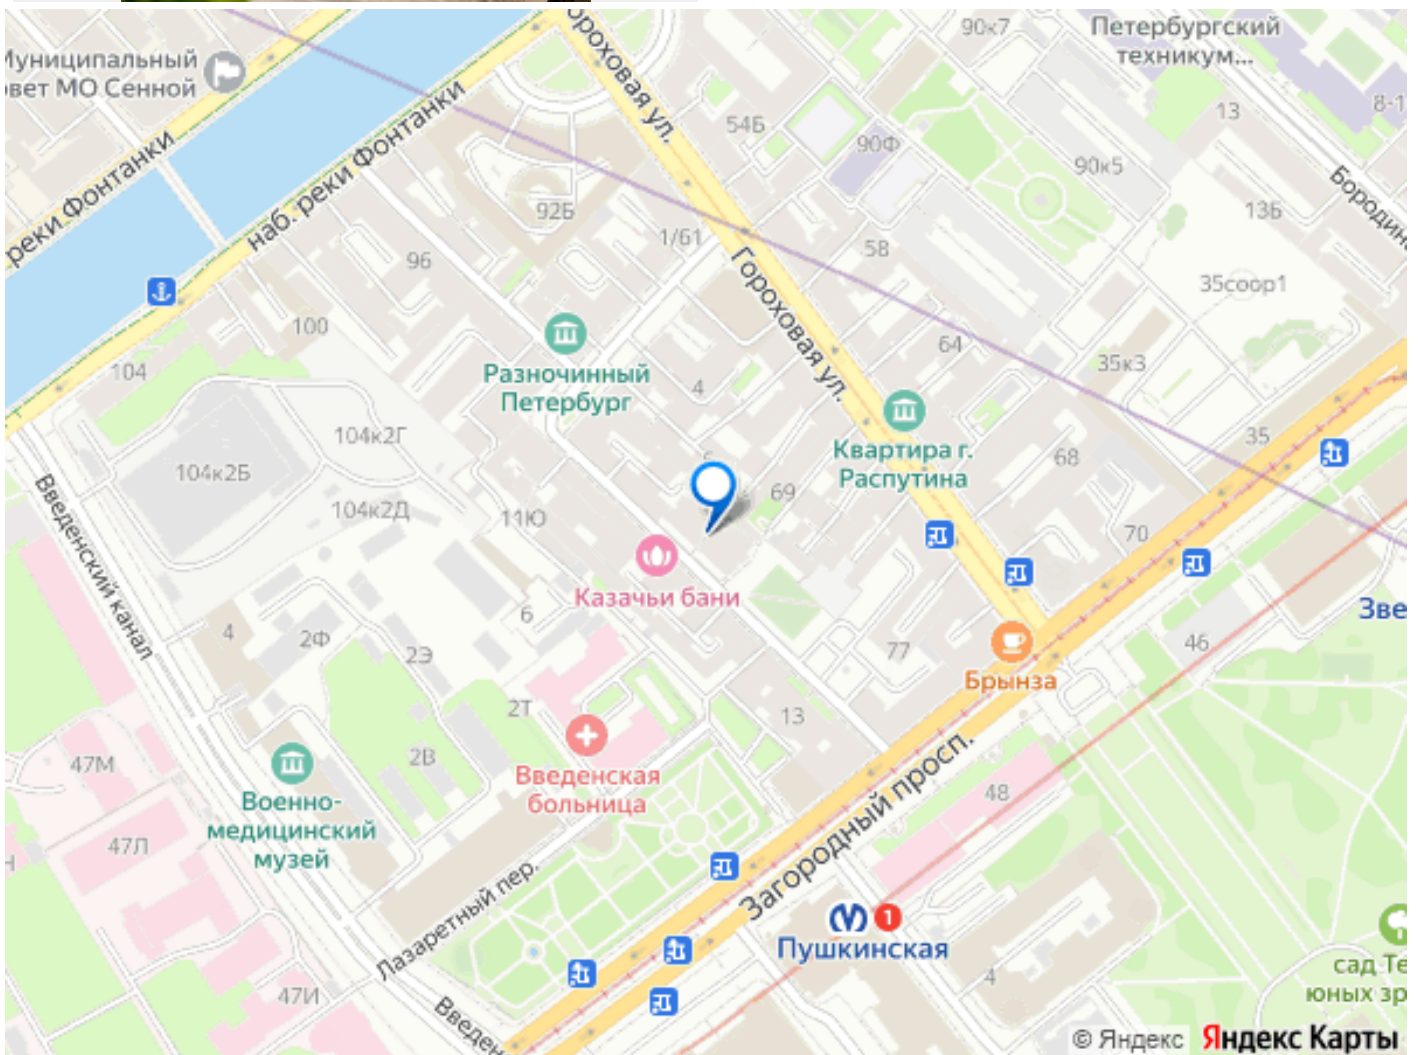 Муниципальный
овет МО Сенной
90к7
Петербургский
техникум...
ороховая ул.
8-1
13
54Б
90Ф
90к5
реки Фонтанки
наб. реки Фонтанки
Бородин
92Б
13Б
1/61
96
58
Гороховая ул.
35соор1
100
64
35к3
104
Разночинный
Петербург
4
35
104к2Г
Квартира г.
Распутина
68
104к2Б
69
104к2Д
11Ю
70
Введенский канал
Казачьи бани
Зве
6
4
2Ф
2Э
77
46
Брынза
2Т
13
47М
2В
Введенская
больница
48
Военно-
медицинский
музей
47Л
Загородный просп.
Лазаретный пер.
1
Пушкинская
4
сад Те
юных зр
47И
Введен
© Яндекс Яндекс Карты